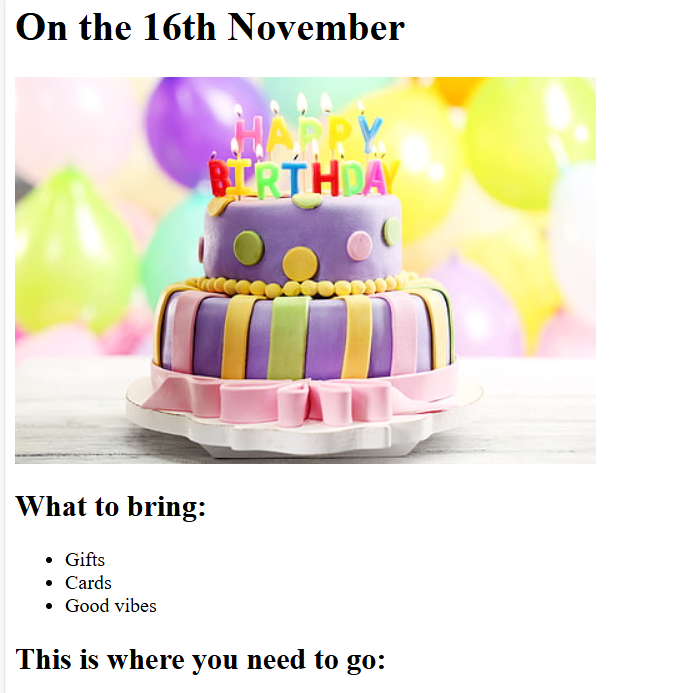 On the 16th November
HAPPY
BIRTHDAY
What to bring:
Gifts
Cards
Good vibes
This is where you need to go: